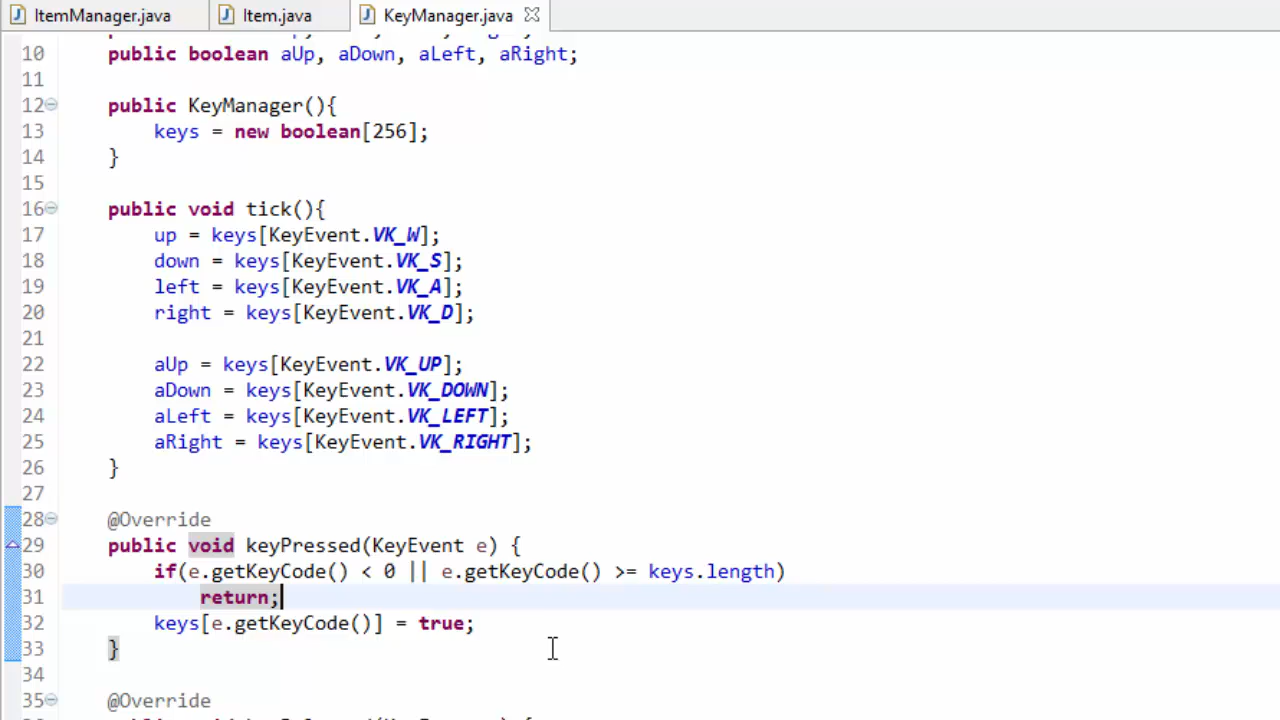 ItemManager.java Item.java KeyManager.java
10 public boolean aUp, aDown, aLeft, aRight;
11
12 public KeyManager(){
13 keys = new boolean[256];
14 }
15
16 public void tick(){
17 up = keys[KeyEvent.VK_W];
18 down = keys[KeyEvent.VK_S];
19 left = keys[KeyEvent.VK_A];
20 right = keys[KeyEvent.VK_D];
21
22 aUp = keys[KeyEvent.VK_UP];
23 aDown = keys[KeyEvent.VK_DOWN];
24 aLeft = keys[KeyEvent.VK_LEFT];
25 aRight = keys[KeyEvent.VK_RIGHT];
26 }
27
28 @Override
29 public void keyPressed(KeyEvent e) {
30 if(e.getKeyCode() < 0 || e.getKeyCode() >= keys.length)
31 return;
32 keys[e.getKeyCode()] = true;
33 }
34
35 @Override